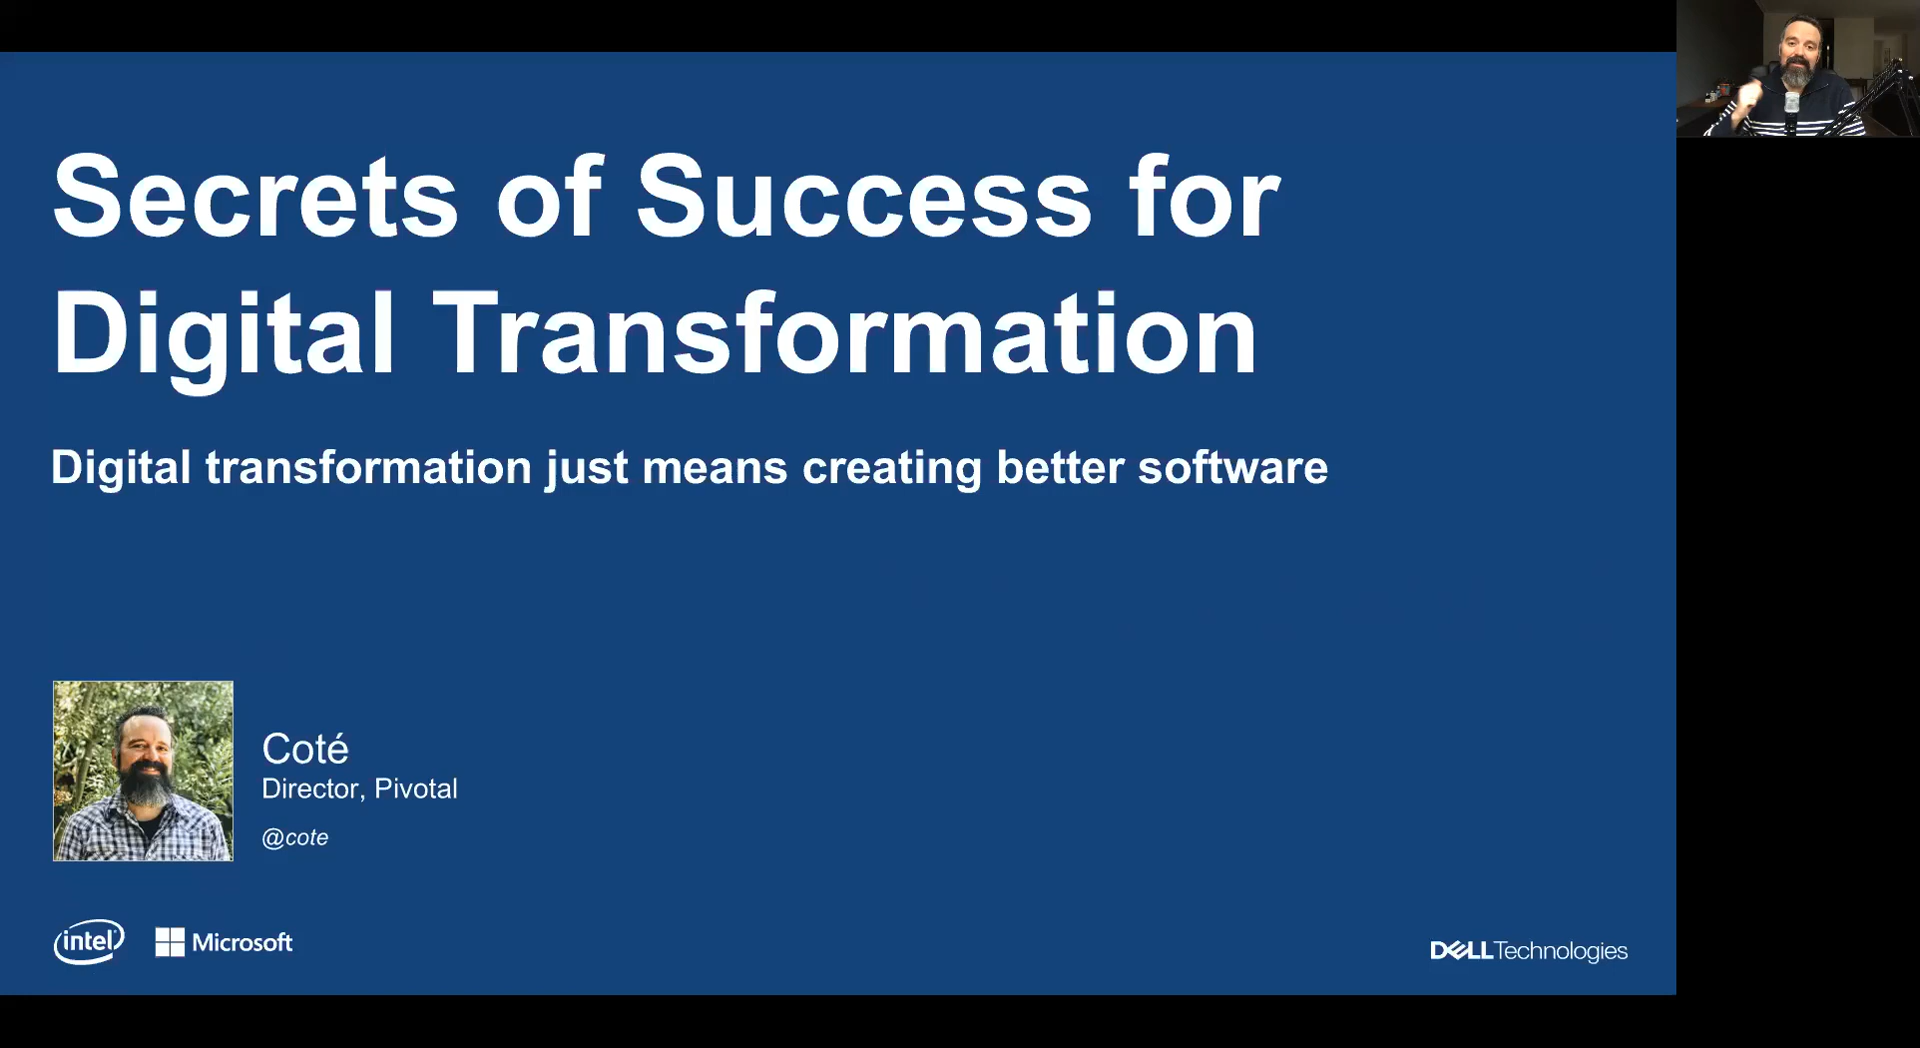 Secrets of Success for
Digital Transformation
Digital transformation just means creating better software
Coté
Director, Pivotal
@cote
intel
Microsoft
DELL Technologies